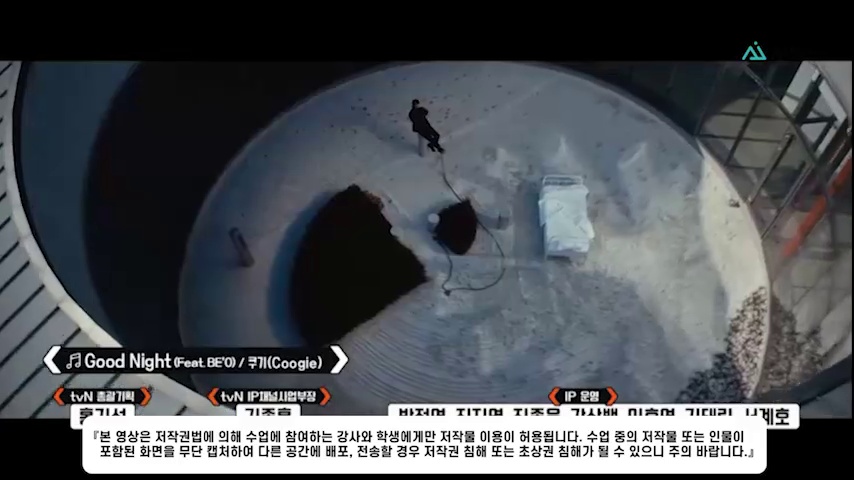 Good Night (Feat. BE'O) / 쿠기(Coogie)
tvN 총괄기획 tvN IP채널사업부장 IP 운영
『본 영상은 저작권법에 의해 수업에 참여하는 강사와 학생에게만 저작물 이용이 허용됩니다. 수업 중의 저작물 또는 인물이
포함된 화면을 무단 캡처하여 다른 공간에 배포, 전송할 경우 저작권 침해 또는 초상권 침해가 될 수 있으니 주의 바랍니다.』